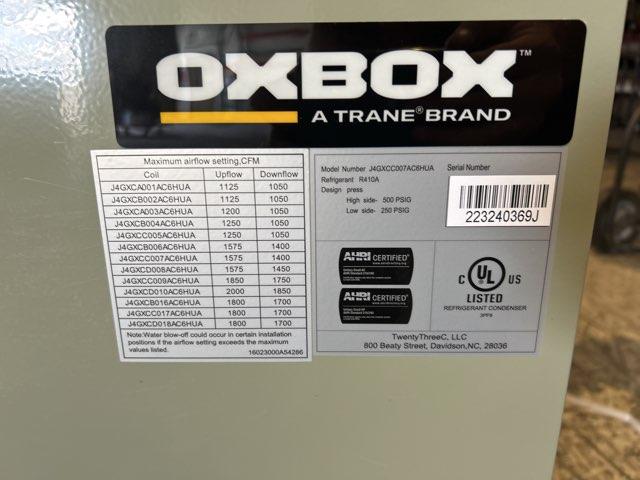 OXBOX™
A TRANE® BRAND
Maximum airflow setting,CFM
Coil Upflow Downflow
J4GXCA001AC6HUA 1125 1050
J4GXCB002AC6HUA 1125 1050
J4GXCA003AC6HUA 1200 1050
J4GXCB004AC6HUA 1250 1050
J4GXCC005AC6HUA 1250 1050
J4GXCB006AC6HUA 1575 1400
J4GXCC007AC6HUA 1575 1400
J4GXCD008AC6HUA 1575 1450
J4GXCC009AC6HUA 1850 1750
J4GXCD010AC6HUA 2000 1850
J4GXCB016AC6HUA 1800 1700
J4GXCC017AC6HUA 1800 1700
J4GXCD018AC6HUA 1800 1700
Note:Water blow-off could occur in certain installation
positions if the airflow setting exceeds the maximum
values listed.
16023000A54286
Model Number J4GXCC007AC6HUA
Refrigerant R410A
Design press
High side- 500 PSIG
Low side- 250 PSIG
Serial Number
223240369J
AHRI CERTIFIED®
AHRI CERTIFIED®
C UL US
LISTED
REFRIGERANT CONDENSER
TwentyThreeC, LLC
800 Beaty Street, Davidson,NC, 28036